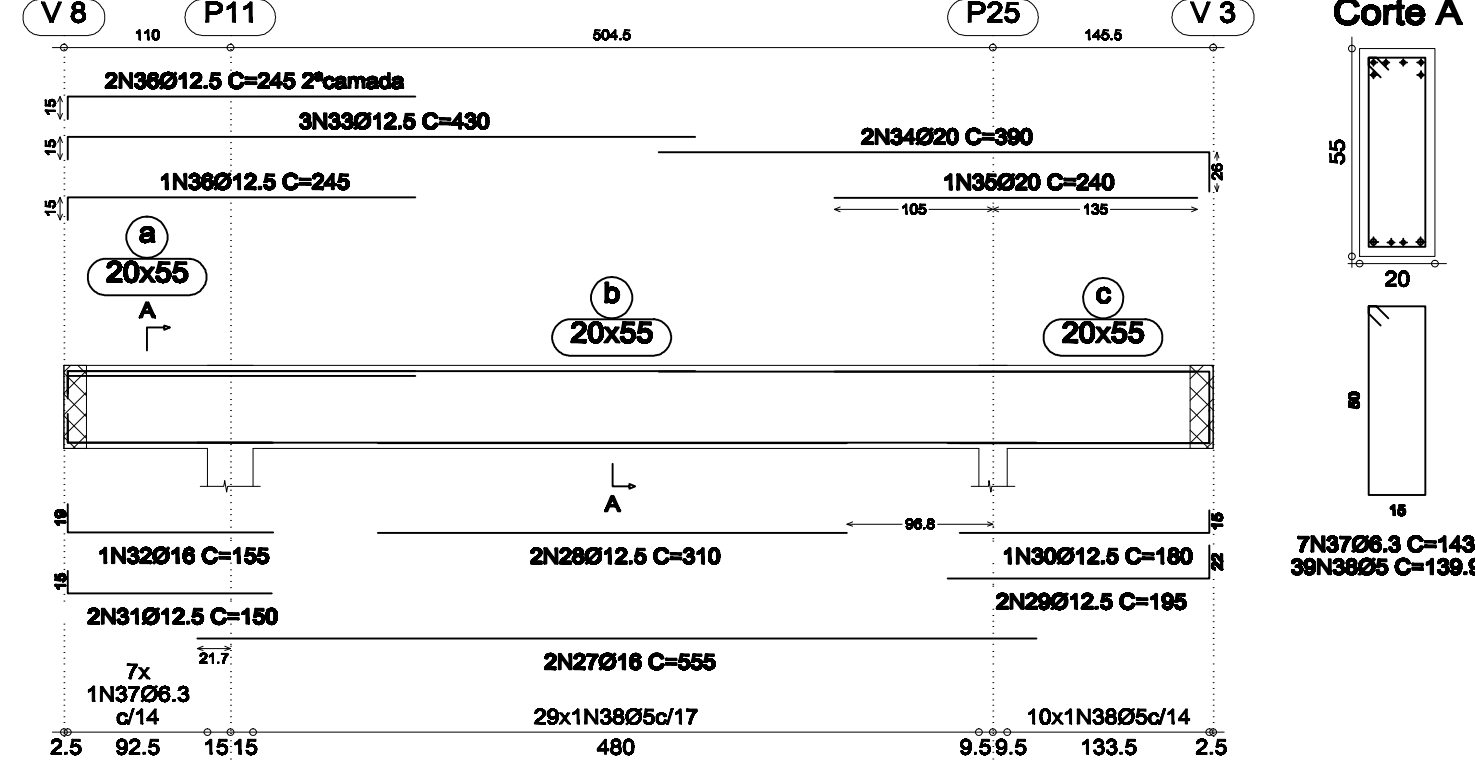 V 8 P11 P25 V 3 Corte A
110 504.5 145.5
2N36Ø12.5 C=245 2ªcamada
15
3N33Ø12.5 C=430
15
2N34Ø20 C=390
26
1N36Ø12.5 C=245
15
1N35Ø20 C=240
105 135
55
20
a
20x55
A
b
20x55
c
20x55
A
50
15
19
1N32Ø16 C=155
2N28Ø12.5 C=310
96.8
1N30Ø12.5 C=180
15
15
2N31Ø12.5 C=150
22
2N29Ø12.5 C=195
7N37Ø6.3 C=143
39N38Ø5 C=139.9
21.7
2N27Ø16 C=555
7x
1N37Ø6.3
c/14
29x1N38Ø5c/17
10x1N38Ø5c/14
2.5 92.5 15 15 480 9.5 9.5 133.5 2.5